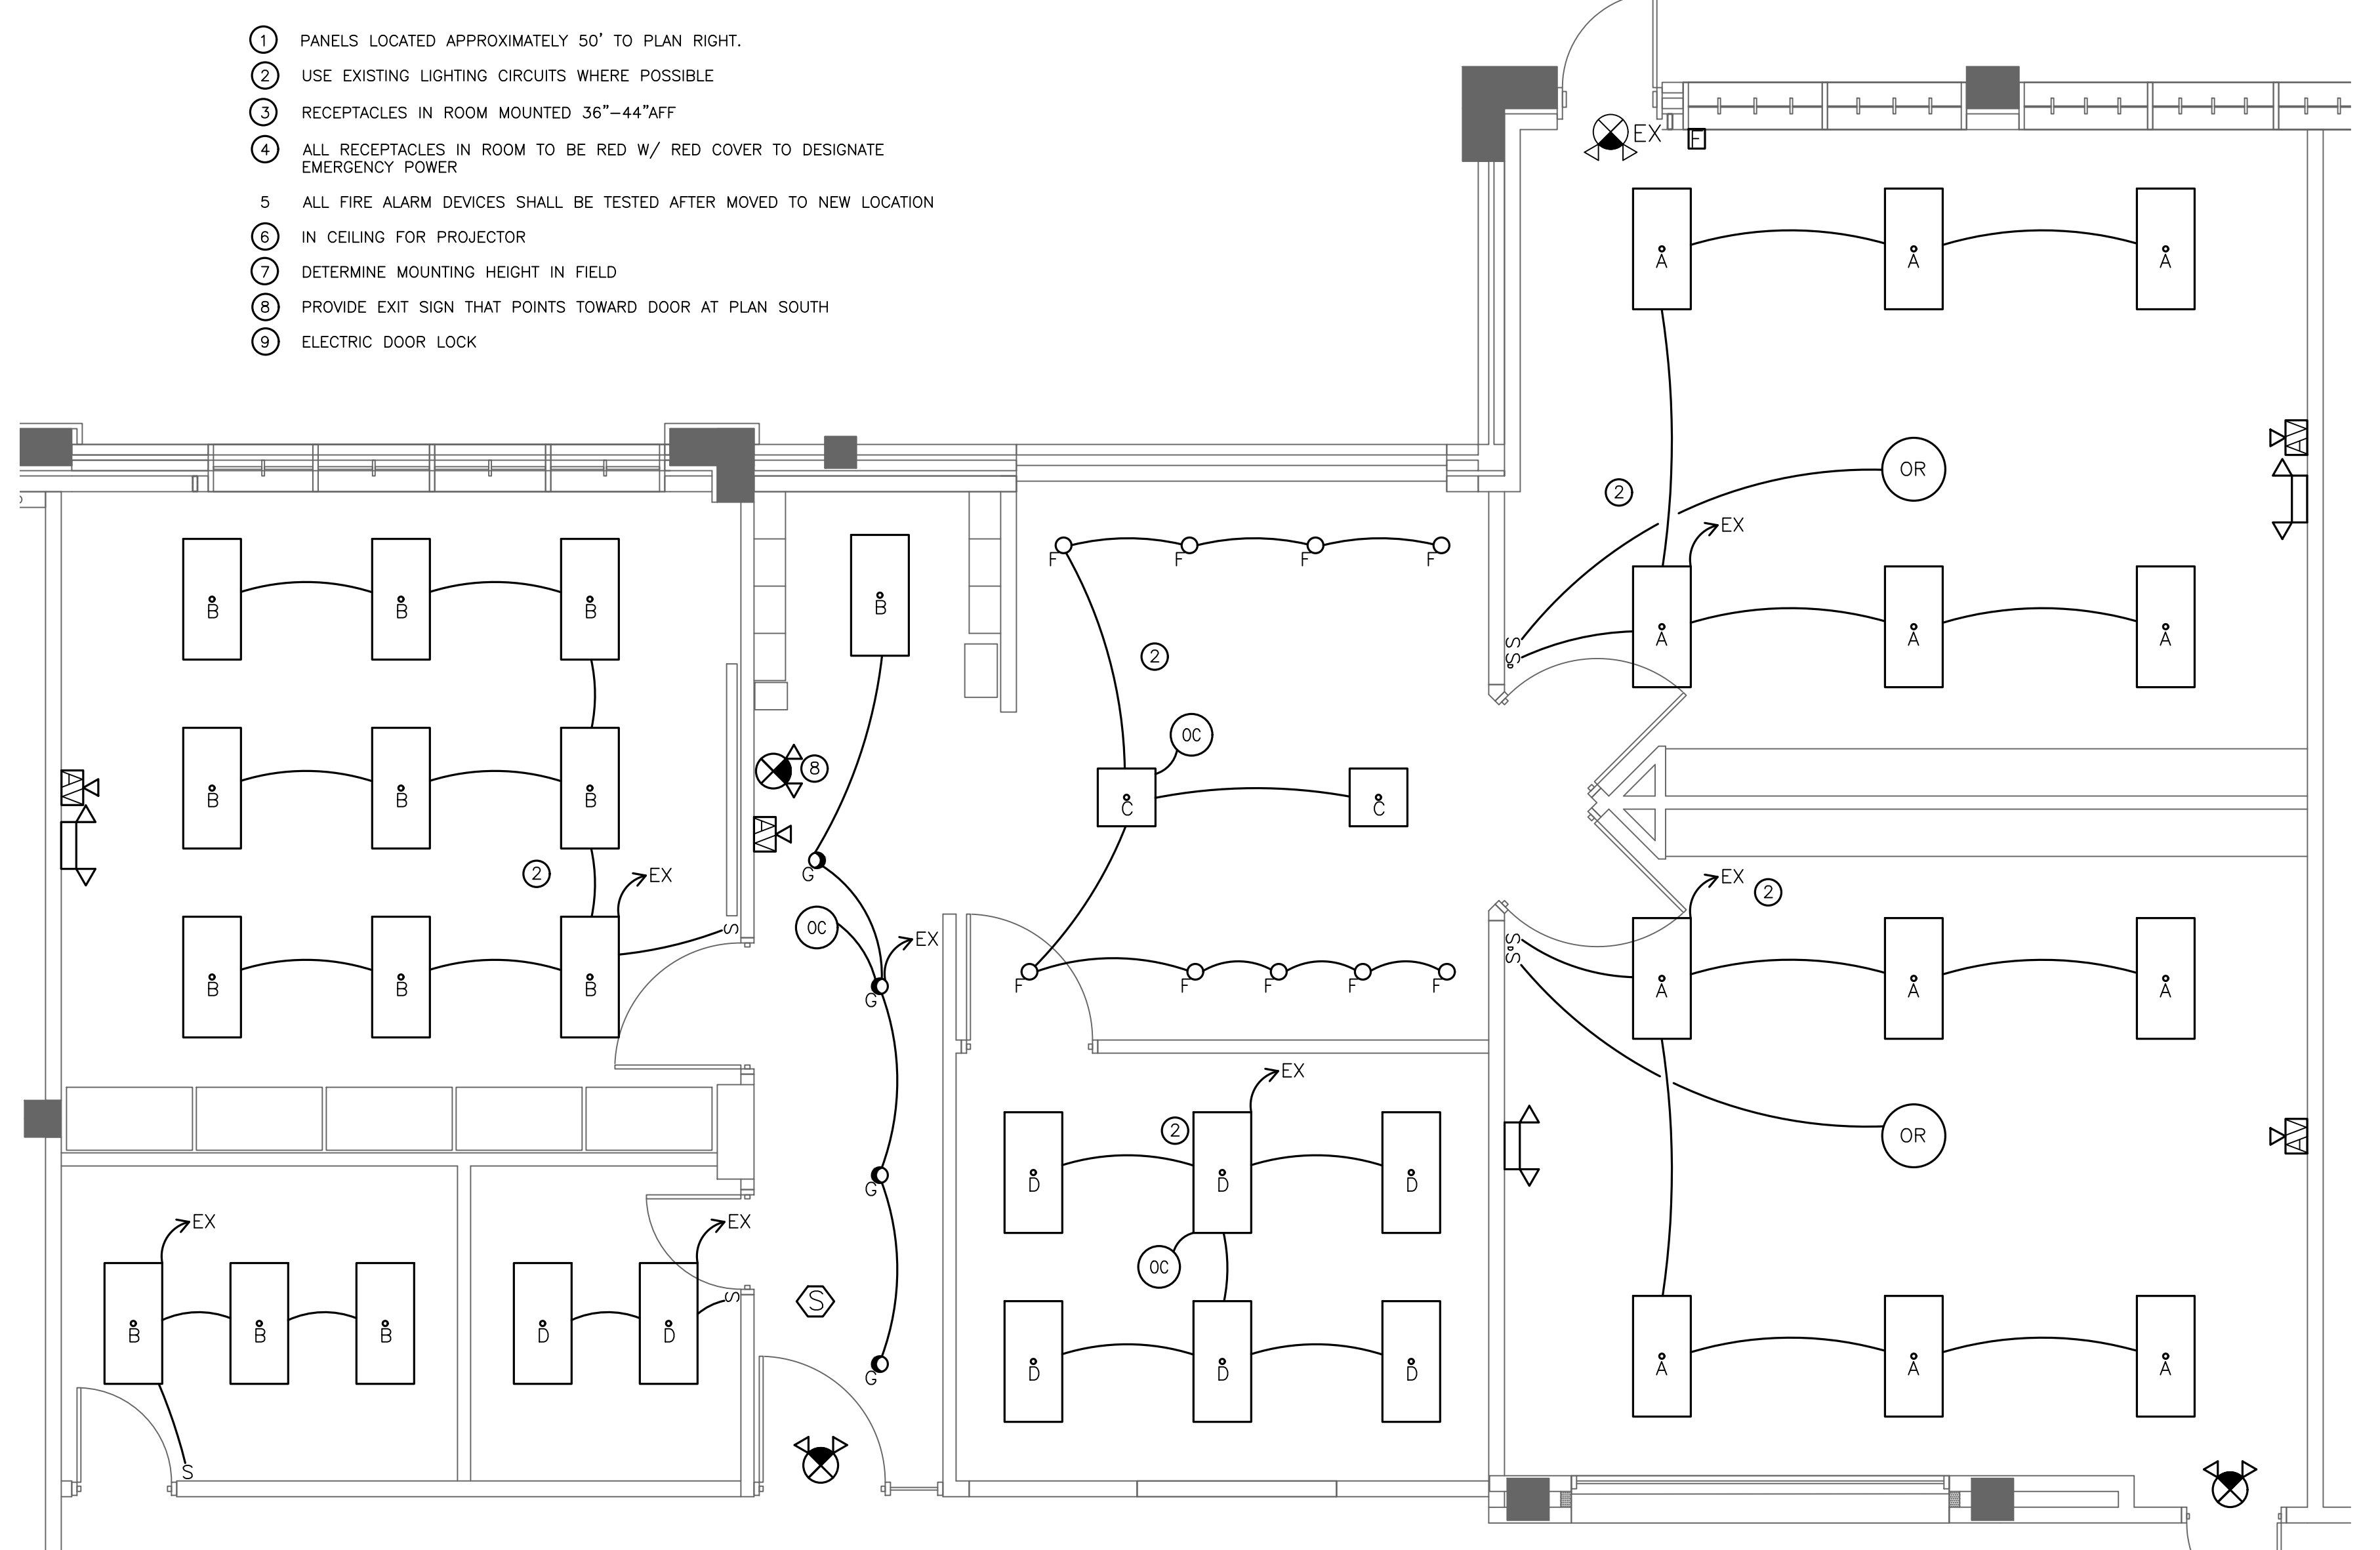 1 PANELS LOCATED APPROXIMATELY 50' TO PLAN RIGHT.
2 USE EXISTING LIGHTING CIRCUITS WHERE POSSIBLE
3 RECEPTACLES IN ROOM MOUNTED 36"-44"AFF
4 ALL RECEPTACLES IN ROOM TO BE RED W/ RED COVER TO DESIGNATE
EMERGENCY POWER
5 ALL FIRE ALARM DEVICES SHALL BE TESTED AFTER MOVED TO NEW LOCATION
6 IN CEILING FOR PROJECTOR
7 DETERMINE MOUNTING HEIGHT IN FIELD
8 PROVIDE EXIT SIGN THAT POINTS TOWARD DOOR AT PLAN SOUTH
9 ELECTRIC DOOR LOCK
EX F
A A A
OR
2
EX
F F F F
B B B B
A A A
S
S D
2
OC
8
B B B
C C
2
EX
G
EX 2
OC
EX
S
S D
S
B B B
G
F F F F F
A A A
EX
2
OR
D D D
G
EX EX
OC
S
S
B B B D D
D D D
G
A A A
S